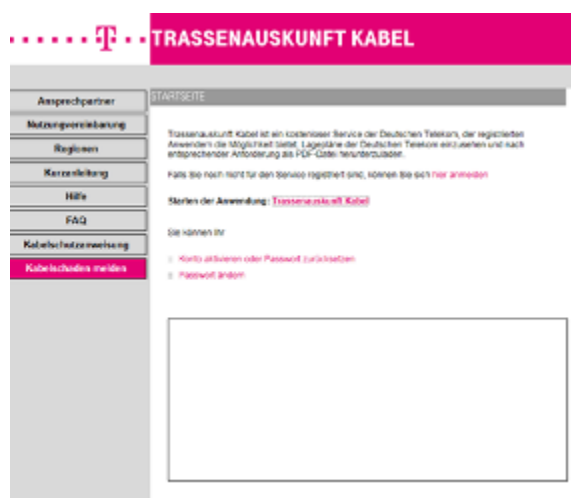 T
TRASSENAUSKUNFT KABEL
STARTSEITE
Ansprechpartner
Nutzungvereinbarung
Regionen
Kurzanleitung
Hilfe
FAQ
Kabelschutzanweisung
Kabelschaden melden
Trassenauskunft Kabel ist ein kostenloser Service der Deutschen Telekom, der registrierten
Anwendern die Möglichkeit bietet, Lagepläne der Deutschen Telekom einzusehen und nach
entsprechender Anforderung als PDF-Datei herunterzuladen.
Falls Sie noch nicht für den Service registriert sind, können Sie sich hier anmelden
Starten der Anwendung: Trassenauskunft Kabel
Sie können Ihr
Konto aktivieren oder Passwort zurücksetzen
Passwort ändern